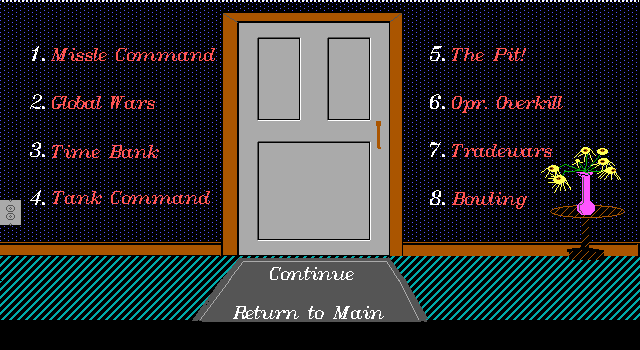 1. Missle Command
2. Global Wars
3. Time Bank
4. Tank Command
5. The Pit!
6. Opr. Overkill
7. Tradewars
8. Bowling
Continue
Return to Main